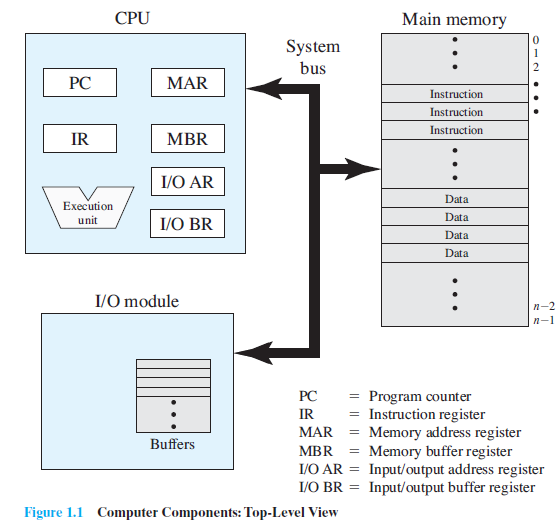 CPU
PC
MAR
IR
MBR
I/O AR
I/O BR
Execution
unit
System
bus
Main memory
0
1
2
Instruction
Instruction
Instruction
Data
Data
Data
Data
n−2
n−1
I/O module
Buffers
PC = Program counter
IR = Instruction register
MAR = Memory address register
MBR = Memory buffer register
I/O AR = Input/output address register
I/O BR = Input/output buffer register
Figure 1.1 Computer Components: Top-Level View